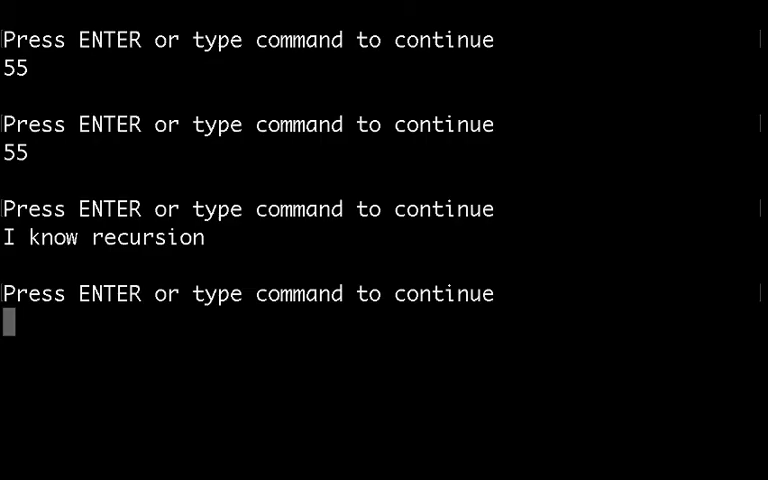 Press ENTER or type command to continue
55
Press ENTER or type command to continue
55
Press ENTER or type command to continue
I know recursion
Press ENTER or type command to continue